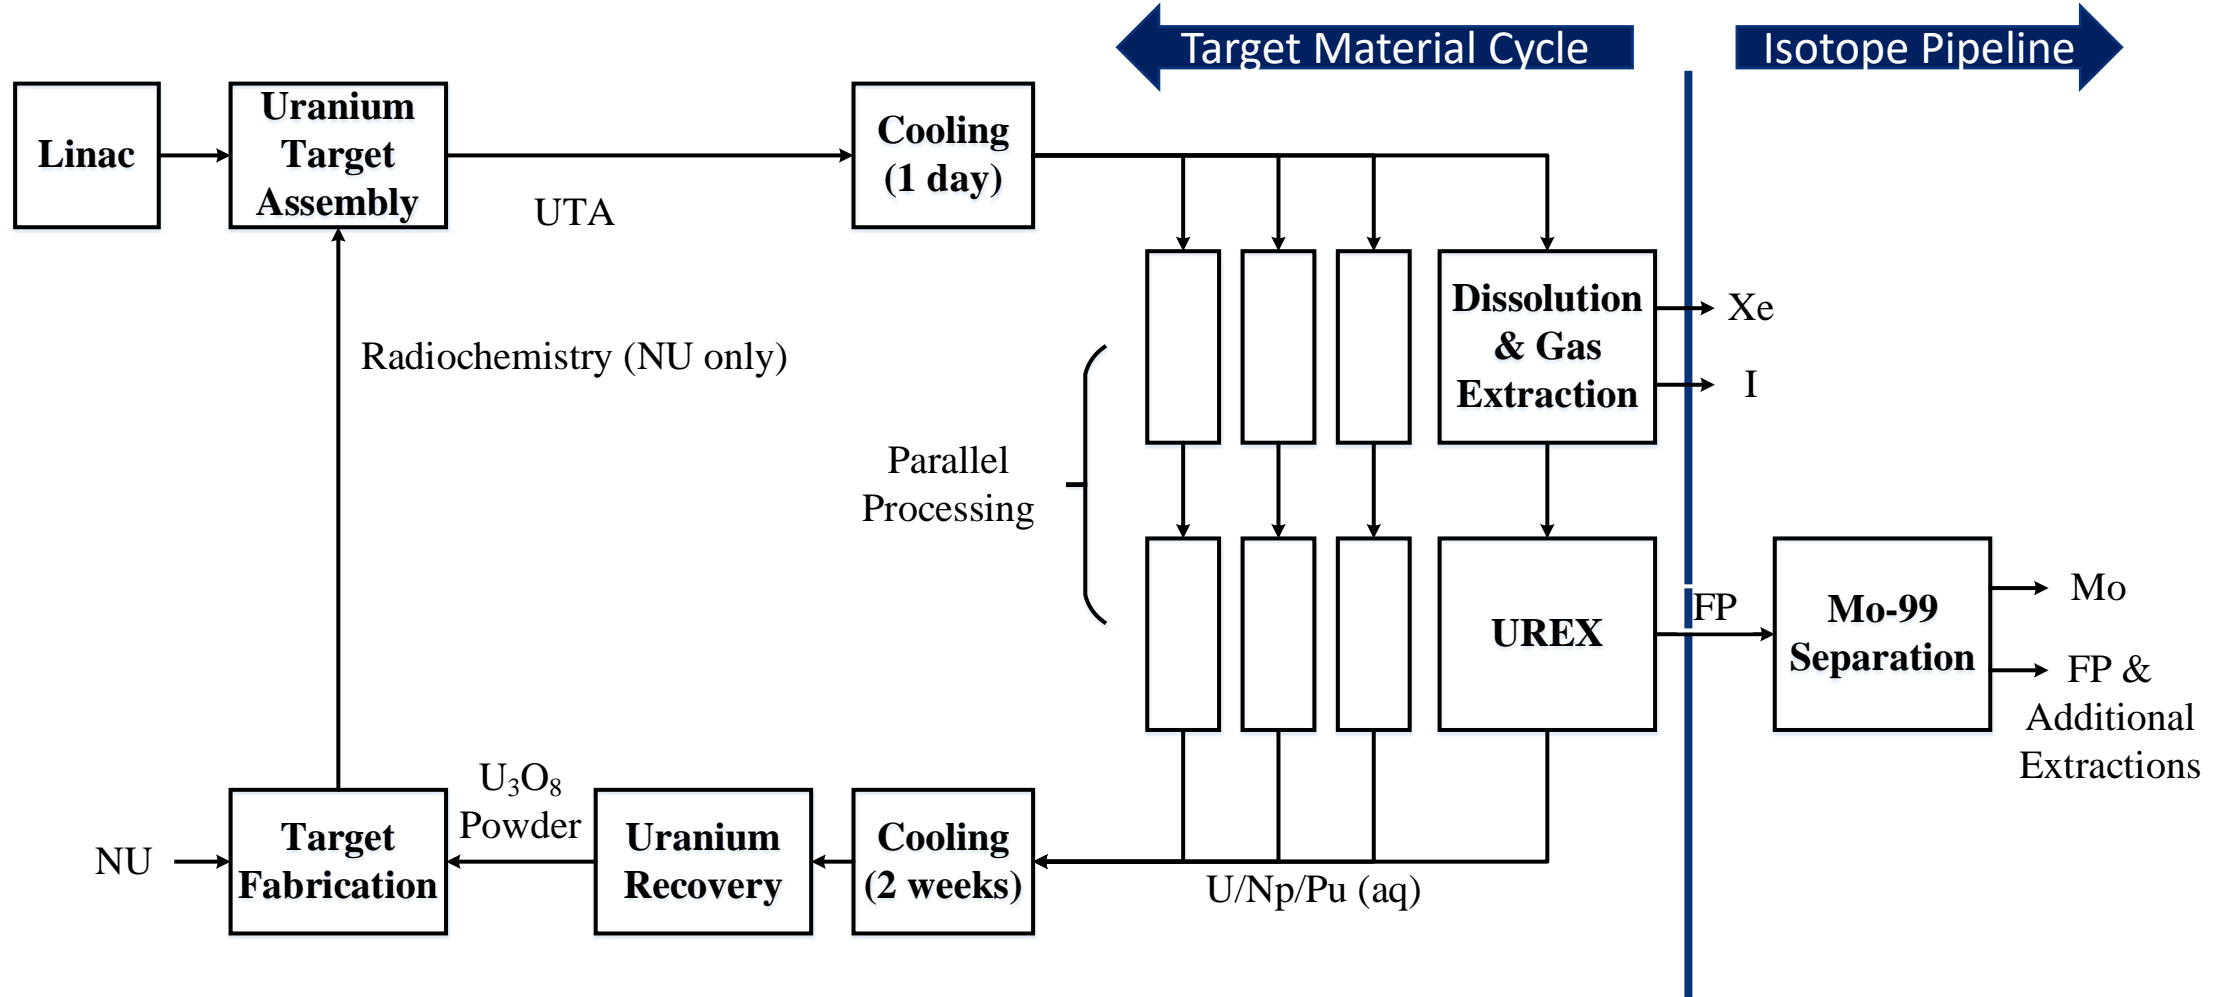 Target Material Cycle
Isotope Pipeline
Linac
Uranium
Target
Assembly
UTA
Cooling
(1 day)
Radiochemistry (NU only)
Parallel
Processing
Dissolution
& Gas
Extraction
Xe
I
UREX
FP
Mo-99
Separation
Mo
FP &
Additional
Extractions
NU
Target
Fabrication
U₃O₈
Powder
Uranium
Recovery
Cooling
(2 weeks)
U/Np/Pu (aq)